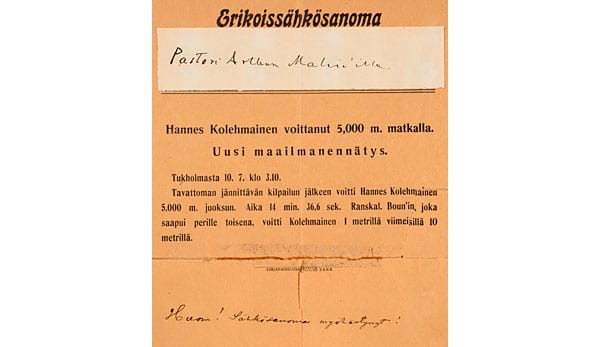 Erikoissähkösanoma
Pastori Arthur
Hannes Kolehmainen voittanut 5,000 m. matkalla.
Uusi maailmanennätys.
Tukholmasta 10. 7. klo 3.10.
Tavattoman jännittävän kilpailun jälkeen voitti Hannes Kolehmainen
5.000 m. juoksun. Aika 14 min. 36,6 sek. Ranskal. Boun'in, joka
saapui perille toisena, voitti Kolehmainen 1 metrillä viimeisillä 10
metrillä.
Huom! Sähkösanoma myöhästynyt!